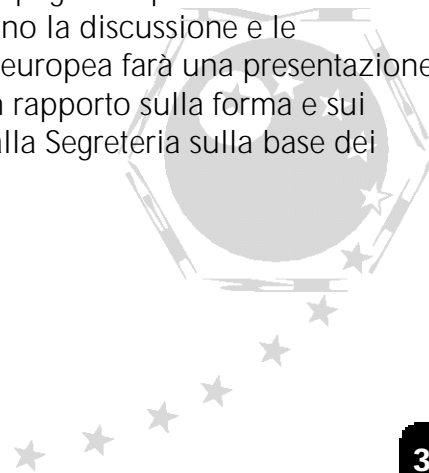 no la discussione e le
europea farà una presentazione
rapporto sulla forma e sui
alla Segreteria sulla base dei
3